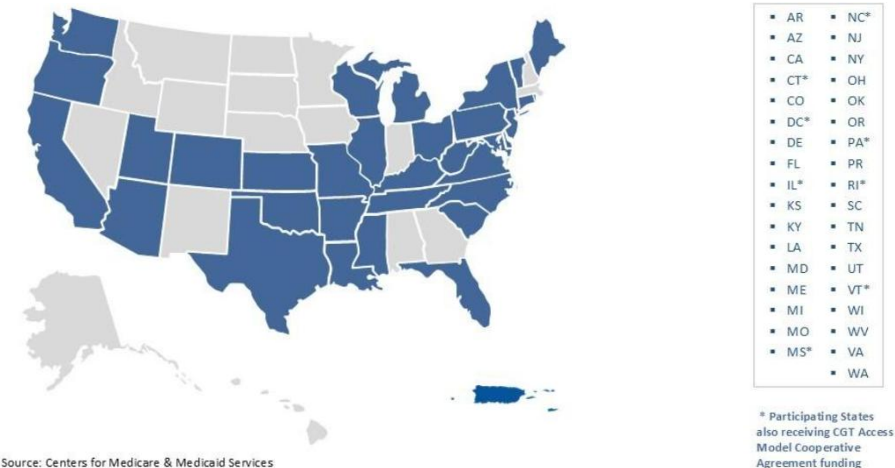 ▪ AR
▪ AZ
▪ CA
▪ CT*
▪ CO
▪ DC*
▪ DE
▪ FL
▪ IL*
▪ KS
▪ KY
▪ LA
▪ MD
▪ ME
▪ MI
▪ MO
▪ MS*
▪ NC*
▪ NJ
▪ NY
▪ OH
▪ OK
▪ OR
▪ PA*
▪ PR
▪ RI*
▪ SC
▪ TN
▪ TX
▪ UT
▪ VT*
▪ WI
▪ WV
▪ VA
▪ WA
* Participating States
also receiving CGT Access
Model Cooperative
Agreement funding
Source: Centers for Medicare & Medicaid Services